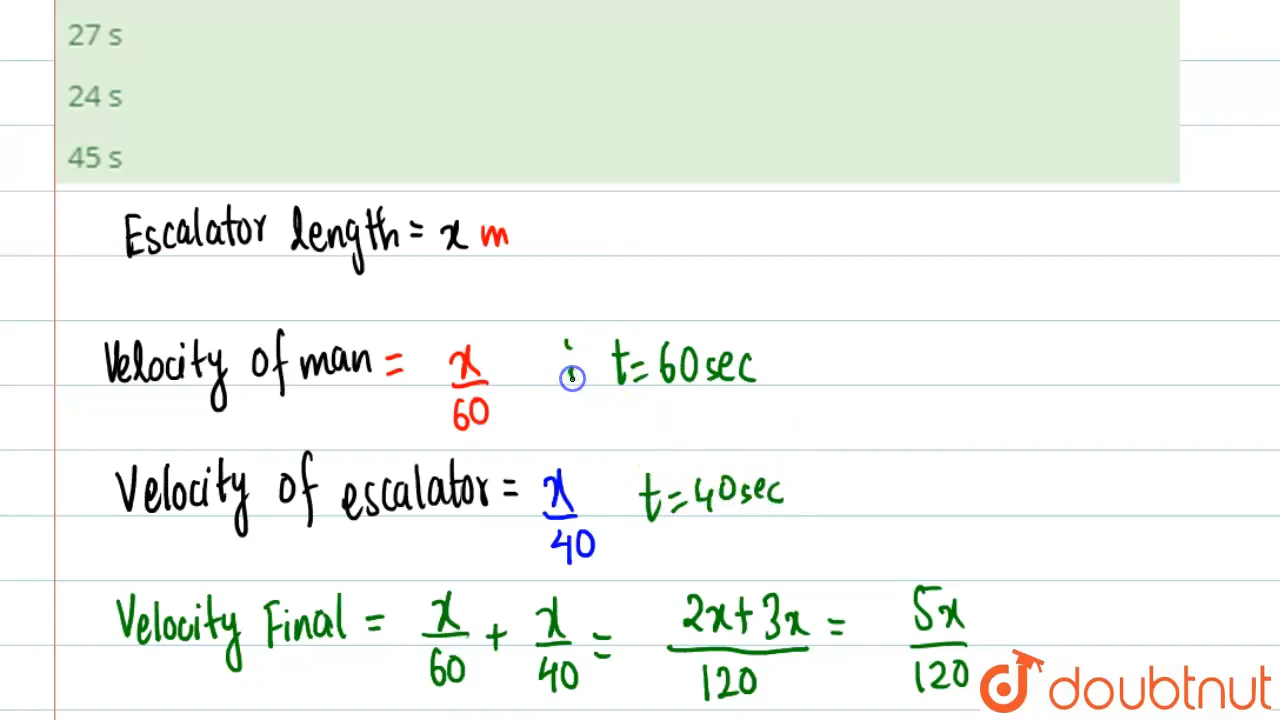 27 s
24 s
45 s
Escalator length = x m
Velocity of man = x/60 ; t = 60 sec
Velocity of escalator = x/40 t = 40 sec
Velocity Final = x/60 + x/40 = 2x + 3x/120 = 5x/120
doubtnut